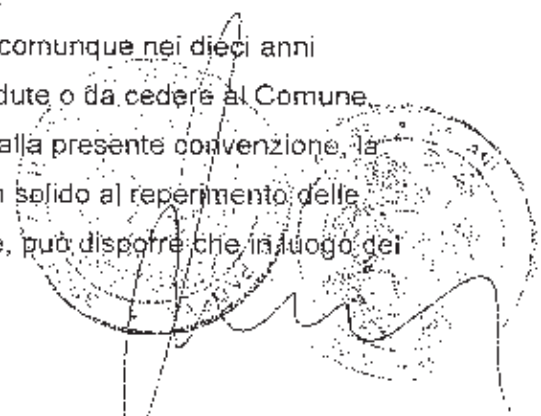 comunque nei dieci anni
dute o da cedere al Comune,
alla presente convenzione, la
solido al reperimento delle
e, può disporre che in luogo dei